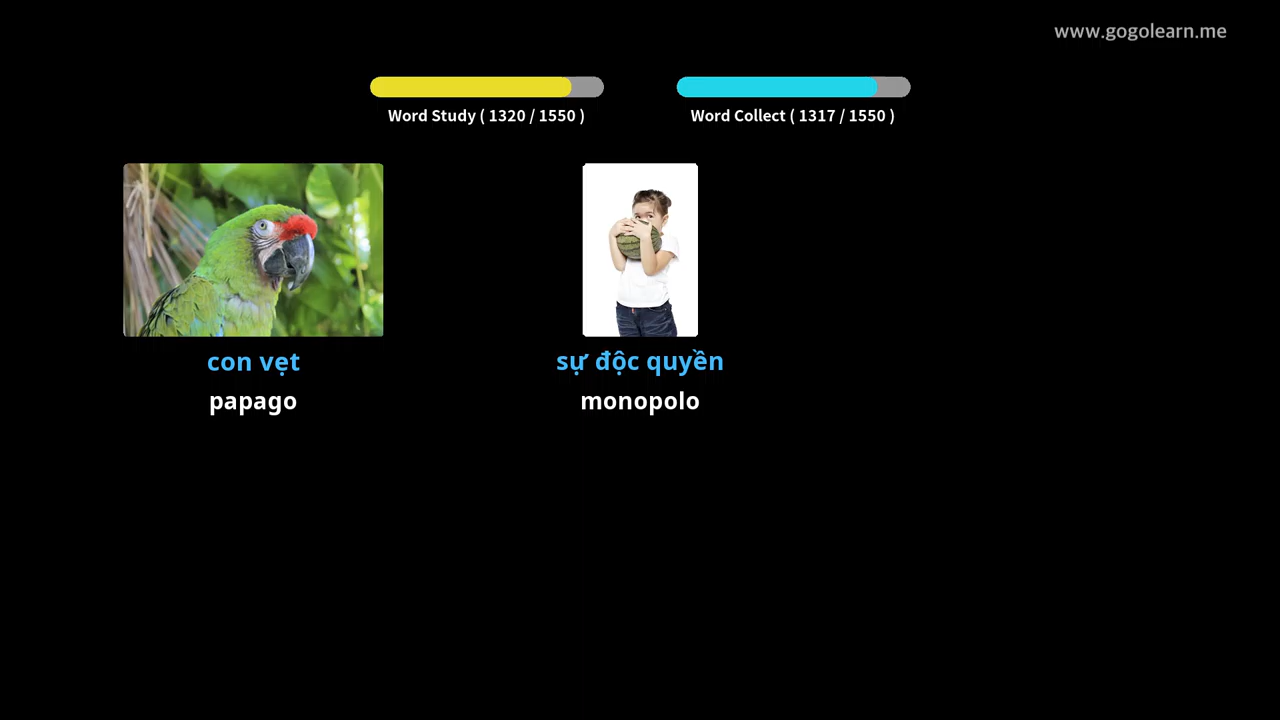 www.gogolearn.me
Word Study ( 1320 / 1550 )
Word Collect ( 1317 / 1550 )
con vẹt
papago
sự độc quyền
monopolo